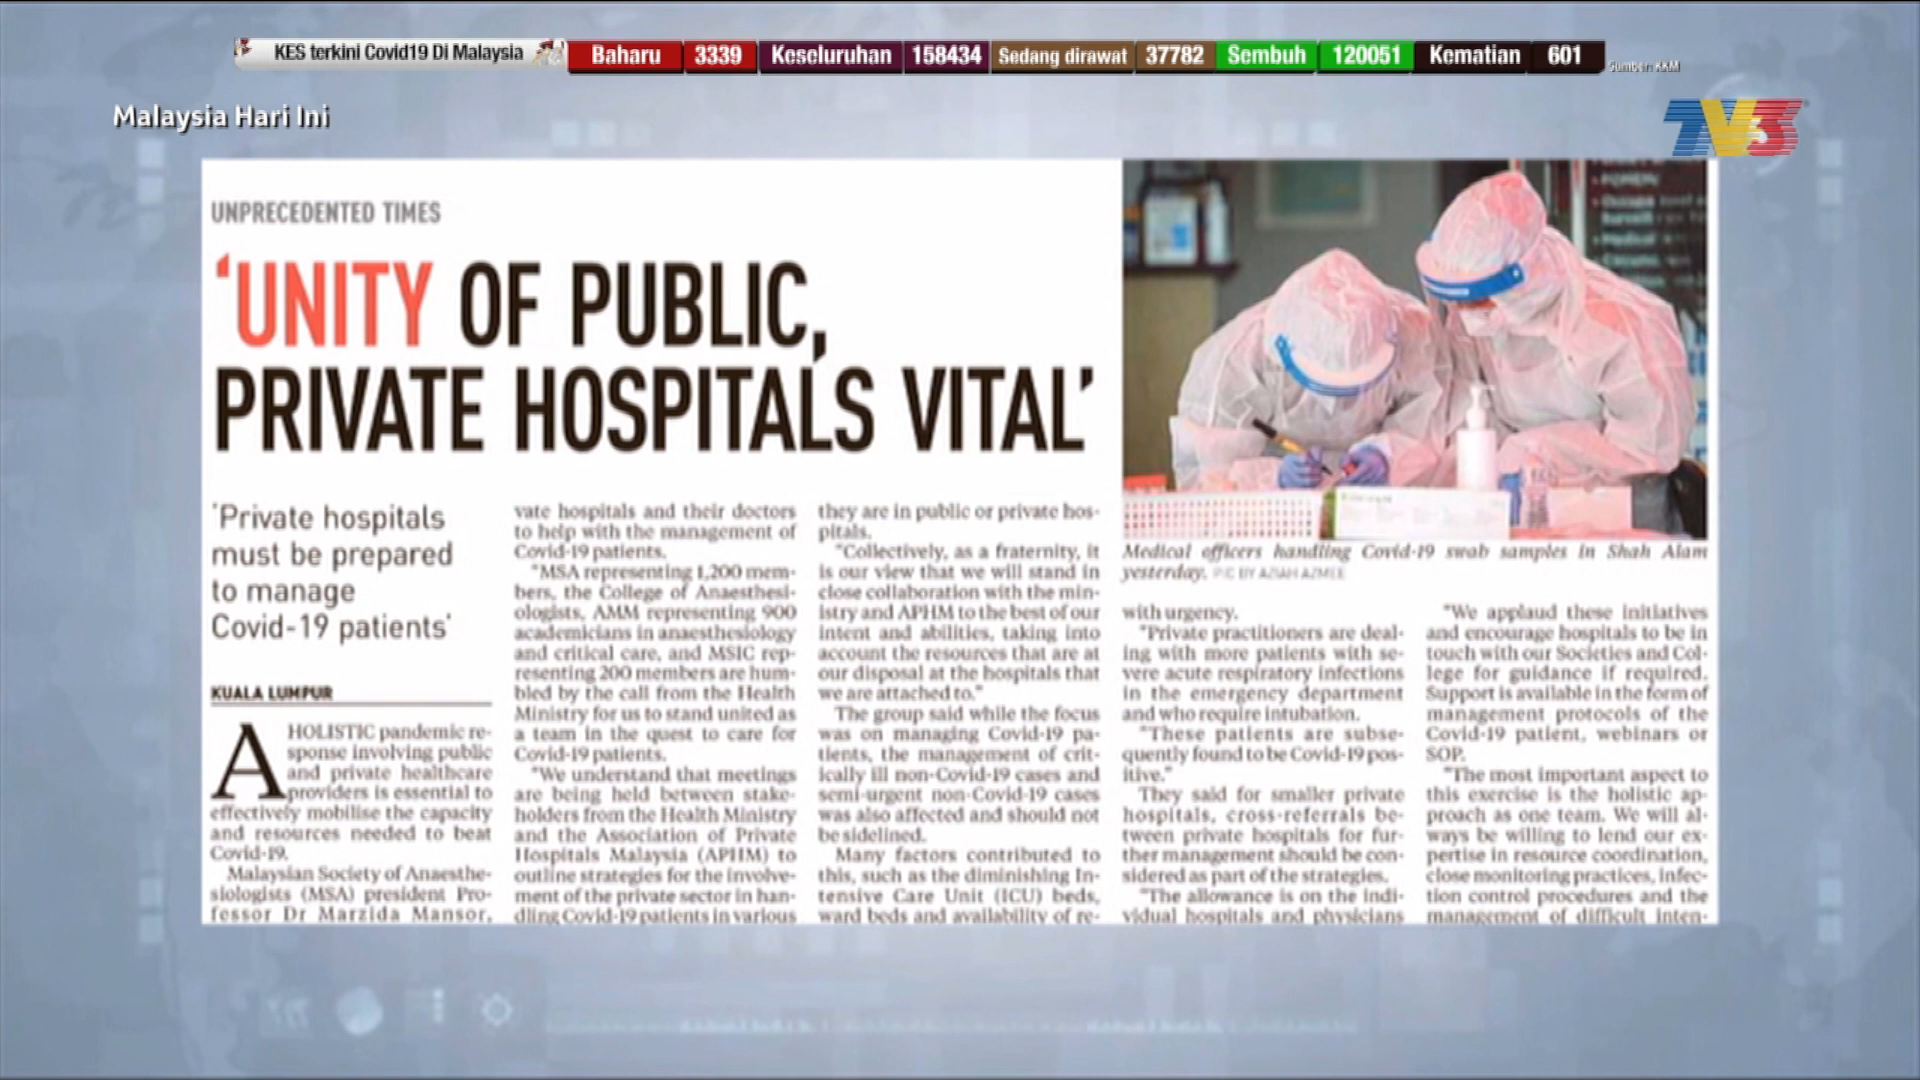 KES terkini Covid19 Di Malaysia
Baharu 3339 Keseluruhan 158434 Sedang dirawat 37782 Sembuh 120051 Kematian 601
Sumber: KKM
Malaysia Hari Ini
TV3
UNPRECEDENTED TIMES
‘UNITY OF PUBLIC,
PRIVATE HOSPITALS VITAL’
‘Private hospitals
must be prepared
to manage
Covid-19 patients’
KUALA LUMPUR
A HOLISTIC pandemic re-
sponse involving public
and private healthcare
providers is essential to
effectively mobilise the capacity
and resources needed to beat
Covid-19.
Malaysian Society of Anaesthe-
siologists (MSA) president Pro-
fessor Dr Marzida Mansor,
vate hospitals and their doctors
to help with the management of
Covid-19 patients.
"MSA representing 1,200 mem-
bers, the College of Anaesthesi-
ologists, AMM representing 900
academicians in anaesthesiology
and critical care, and MSIC rep-
resenting 200 members are hum-
bled by the call from the Health
Ministry for us to stand united as
a team in the quest to care for
Covid-19 patients.
"We understand that meetings
are being held between stake-
holders from the Health Ministry
and the Association of Private
Hospitals Malaysia (APHM) to
outline strategies for the involve-
ment of the private sector in han-
dling Covid-19 patients in various
they are in public or private hos-
pitals.
"Collectively, as a fraternity, it
is our view that we will stand in
close collaboration with the min-
istry and APHM to the best of our
intent and abilities, taking into
account the resources that are at
our disposal at the hospitals that
we are attached to."
The group said while the focus
was on managing Covid-19 pa-
tients, the management of crit-
ically ill non-Covid-19 cases and
semi-urgent non-Covid-19 cases
was also affected and should not
be sidelined.
Many factors contributed to
this, such as the diminishing In-
tensive Care Unit (ICU) beds,
ward beds and availability of re-
Medical officers handling Covid-19 swab samples in Shah Alam
yesterday. PIC BY AZIAH AZMEE
with urgency.
"Private practitioners are deal-
ing with more patients with se-
vere acute respiratory infections
in the emergency department
and who require intubation.
"These patients are subse-
quently found to be Covid-19 pos-
itive."
They said for smaller private
hospitals, cross-referrals be-
tween private hospitals for fur-
ther management should be con-
sidered as part of the strategies.
"The allowance is on the indi-
vidual hospitals and physicians
"We applaud these initiatives
and encourage hospitals to be in
touch with our Societies and Col-
lege for guidance if required.
Support is available in the form of
management protocols of the
Covid-19 patient, webinars or
SOP.
"The most important aspect to
this exercise is the holistic ap-
proach as one team. We will al-
ways be willing to lend our ex-
pertise in resource coordination,
close monitoring practices, infec-
tion control procedures and the
management of difficult inten-